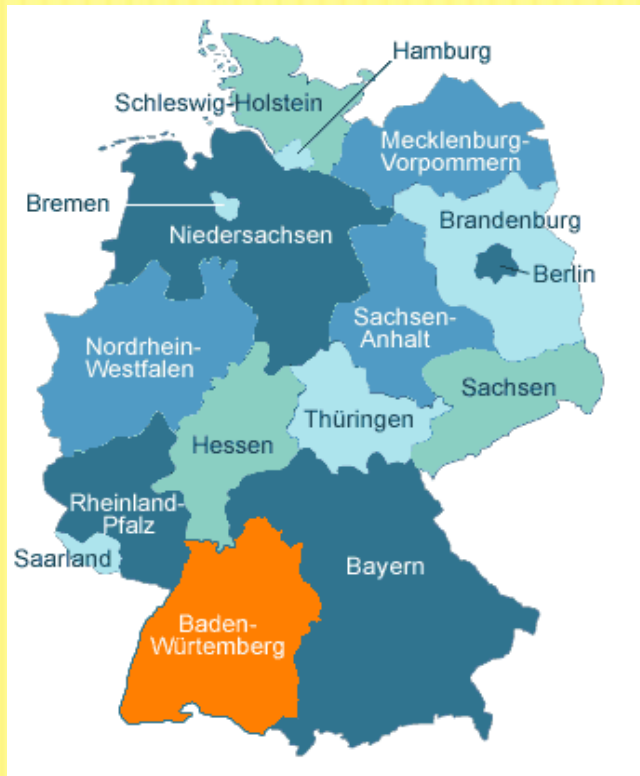 Hamburg
Schleswig-Holstein
Mecklenburg-
Vorpommern
Bremen
Niedersachsen
Brandenburg
Berlin
Sachsen-
Anhalt
Nordrhein-
Westfalen
Sachsen
Thüringen
Hessen
Rheinland-
Pfalz
Saarland
Bayern
Baden-
Würtemberg